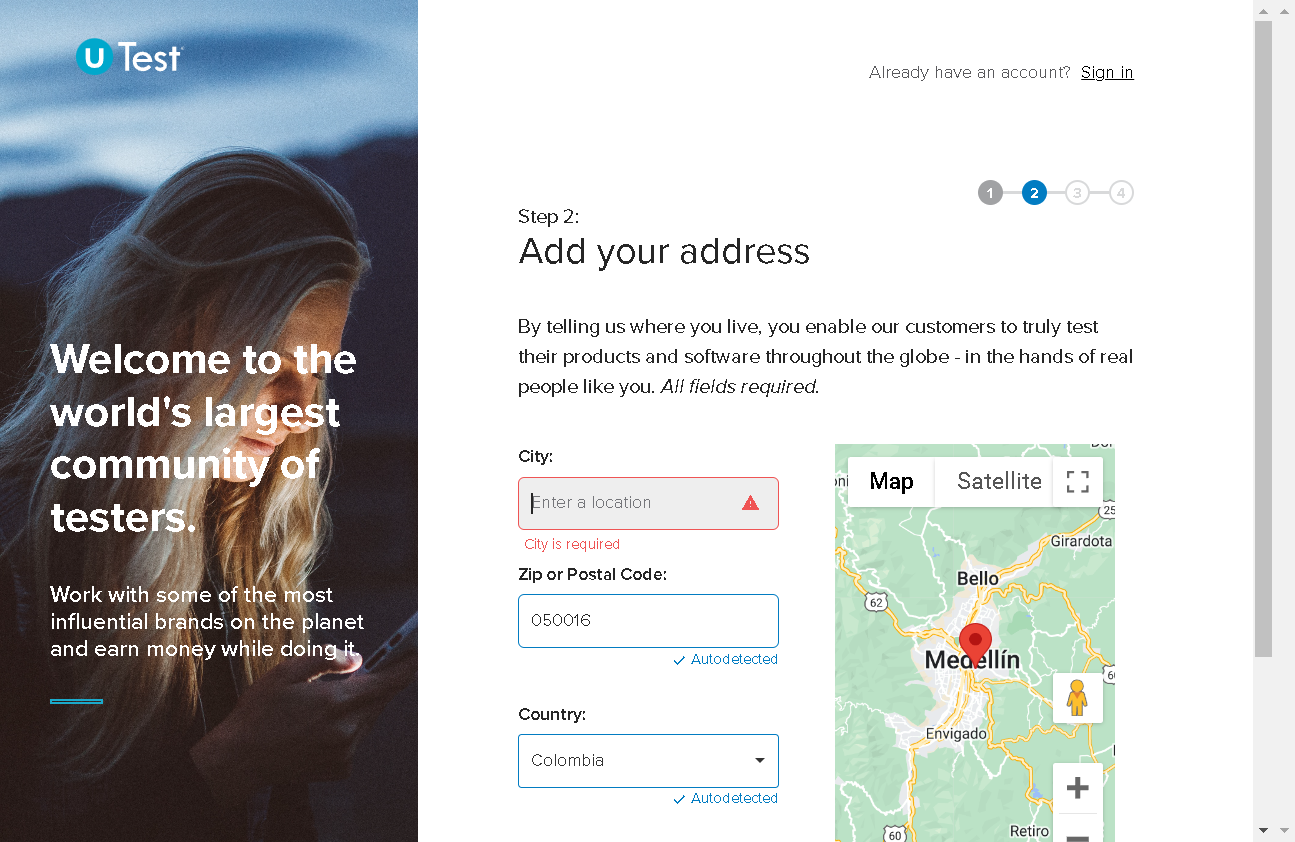 U Test
Already have an account? Sign in
1 2 3 4
Step 2:
Add your address
Welcome to the
world's largest
community of
testers.
Work with some of the most
influential brands on the planet
and earn money while doing it.
By telling us where you live, you enable our customers to truly test
their products and software throughout the globe - in the hands of real
people like you. All fields required.
City:
Enter a location
City is required
Zip or Postal Code:
050016
Autodetected
Country:
Colombia
Autodetected
Map Satellite
25
Girardota
Bello
62
Medellín
Envigado
Retiro
60